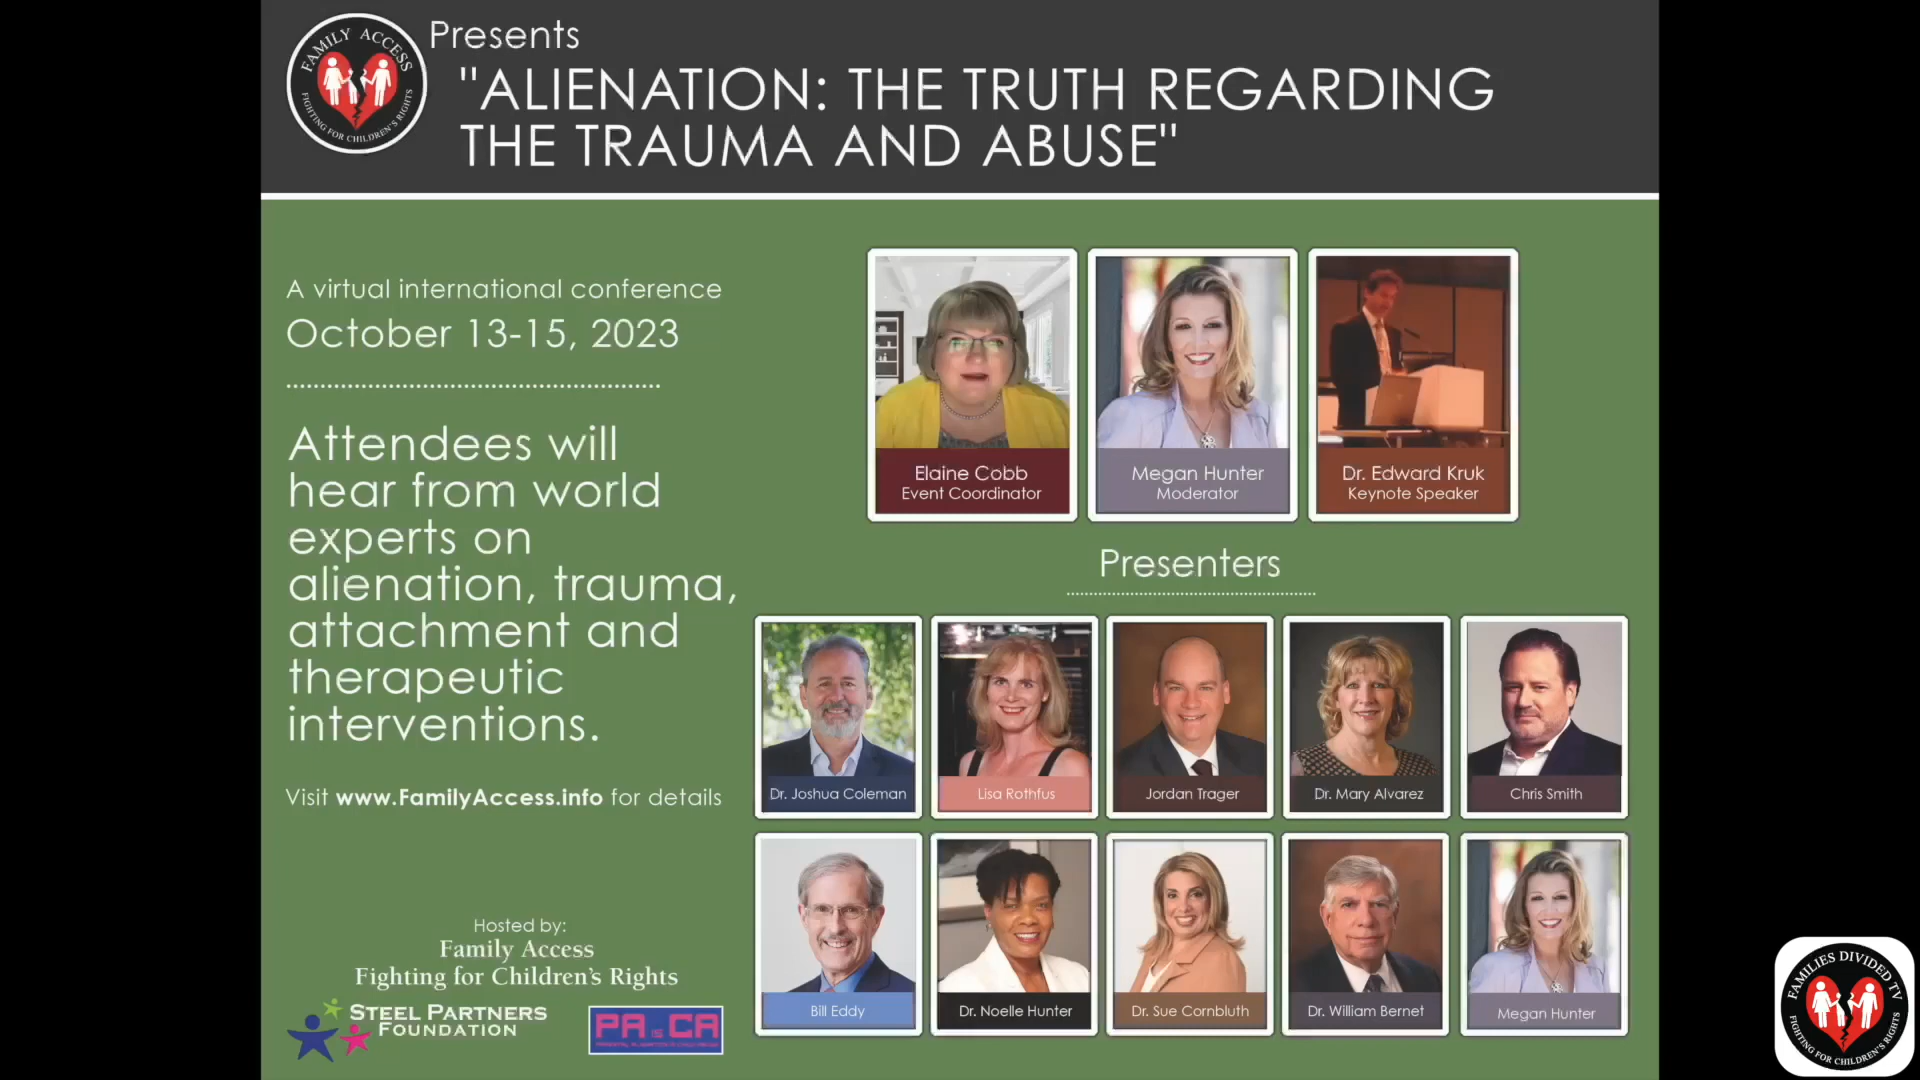 FAMILY ACCESS
FIGHTING FOR CHILDREN'S RIGHTS
Presents
"ALIENATION: THE TRUTH REGARDING
THE TRAUMA AND ABUSE"
A virtual international conference
October 13-15, 2023
Attendees will
hear from world
experts on
alienation, trauma,
attachment and
therapeutic
interventions.
Visit www.FamilyAccess.info for details
Hosted by:
Family Access
Fighting for Children's Rights
STEEL PARTNERS
FOUNDATION
PA IS CA
Elaine Cobb
Event Coordinator
Megan Hunter
Moderator
Dr. Edward Kruk
Keynote Speaker
Presenters
Dr. Joshua Coleman
Lisa Rothfus
Jordan Trager
Dr. Mary Alvarez
Chris Smith
Bill Eddy
Dr. Noelle Hunter
Dr. Sue Cornbluth
Dr. William Bernet
Megan Hunter
FAMILIES DIVIDED TV
FIGHTING FOR CHILDREN'S RIGHTS